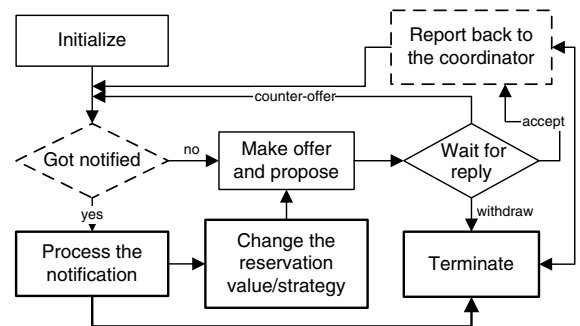 Initialize
Report back to
the coordinator
counter-offer
accept
Got notified
no
Make offer
and propose
Wait for
reply
yes
withdraw
Process the
notification
Change the
reservation
value/strategy
Terminate